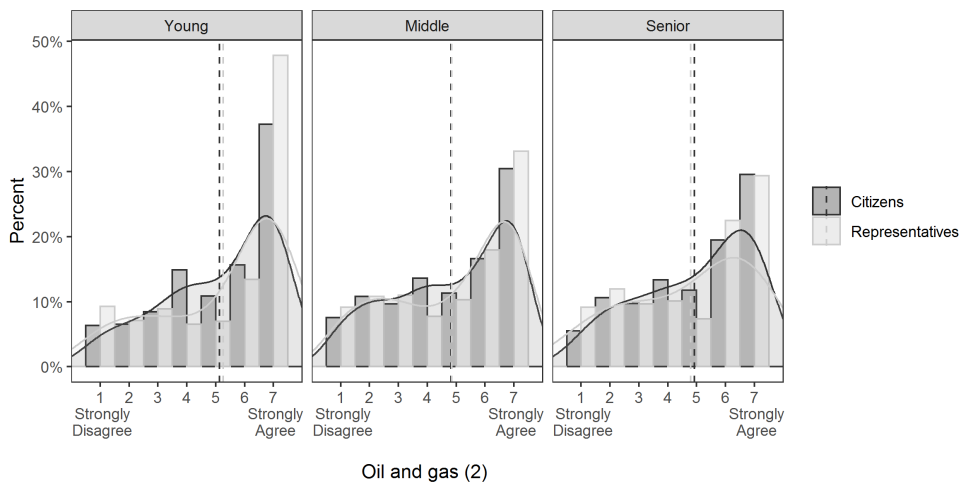 Young Middle Senior
50%
40%
30%
20%
10%
0%
Percent
1 2 3 4 5 6 7 1 2 3 4 5 6 7 1 2 3 4 5 6 7
Strongly Strongly Strongly Strongly Strongly Strongly
Disagree Agree Disagree Agree Disagree Agree
Oil and gas (2)
Citizens
Representatives